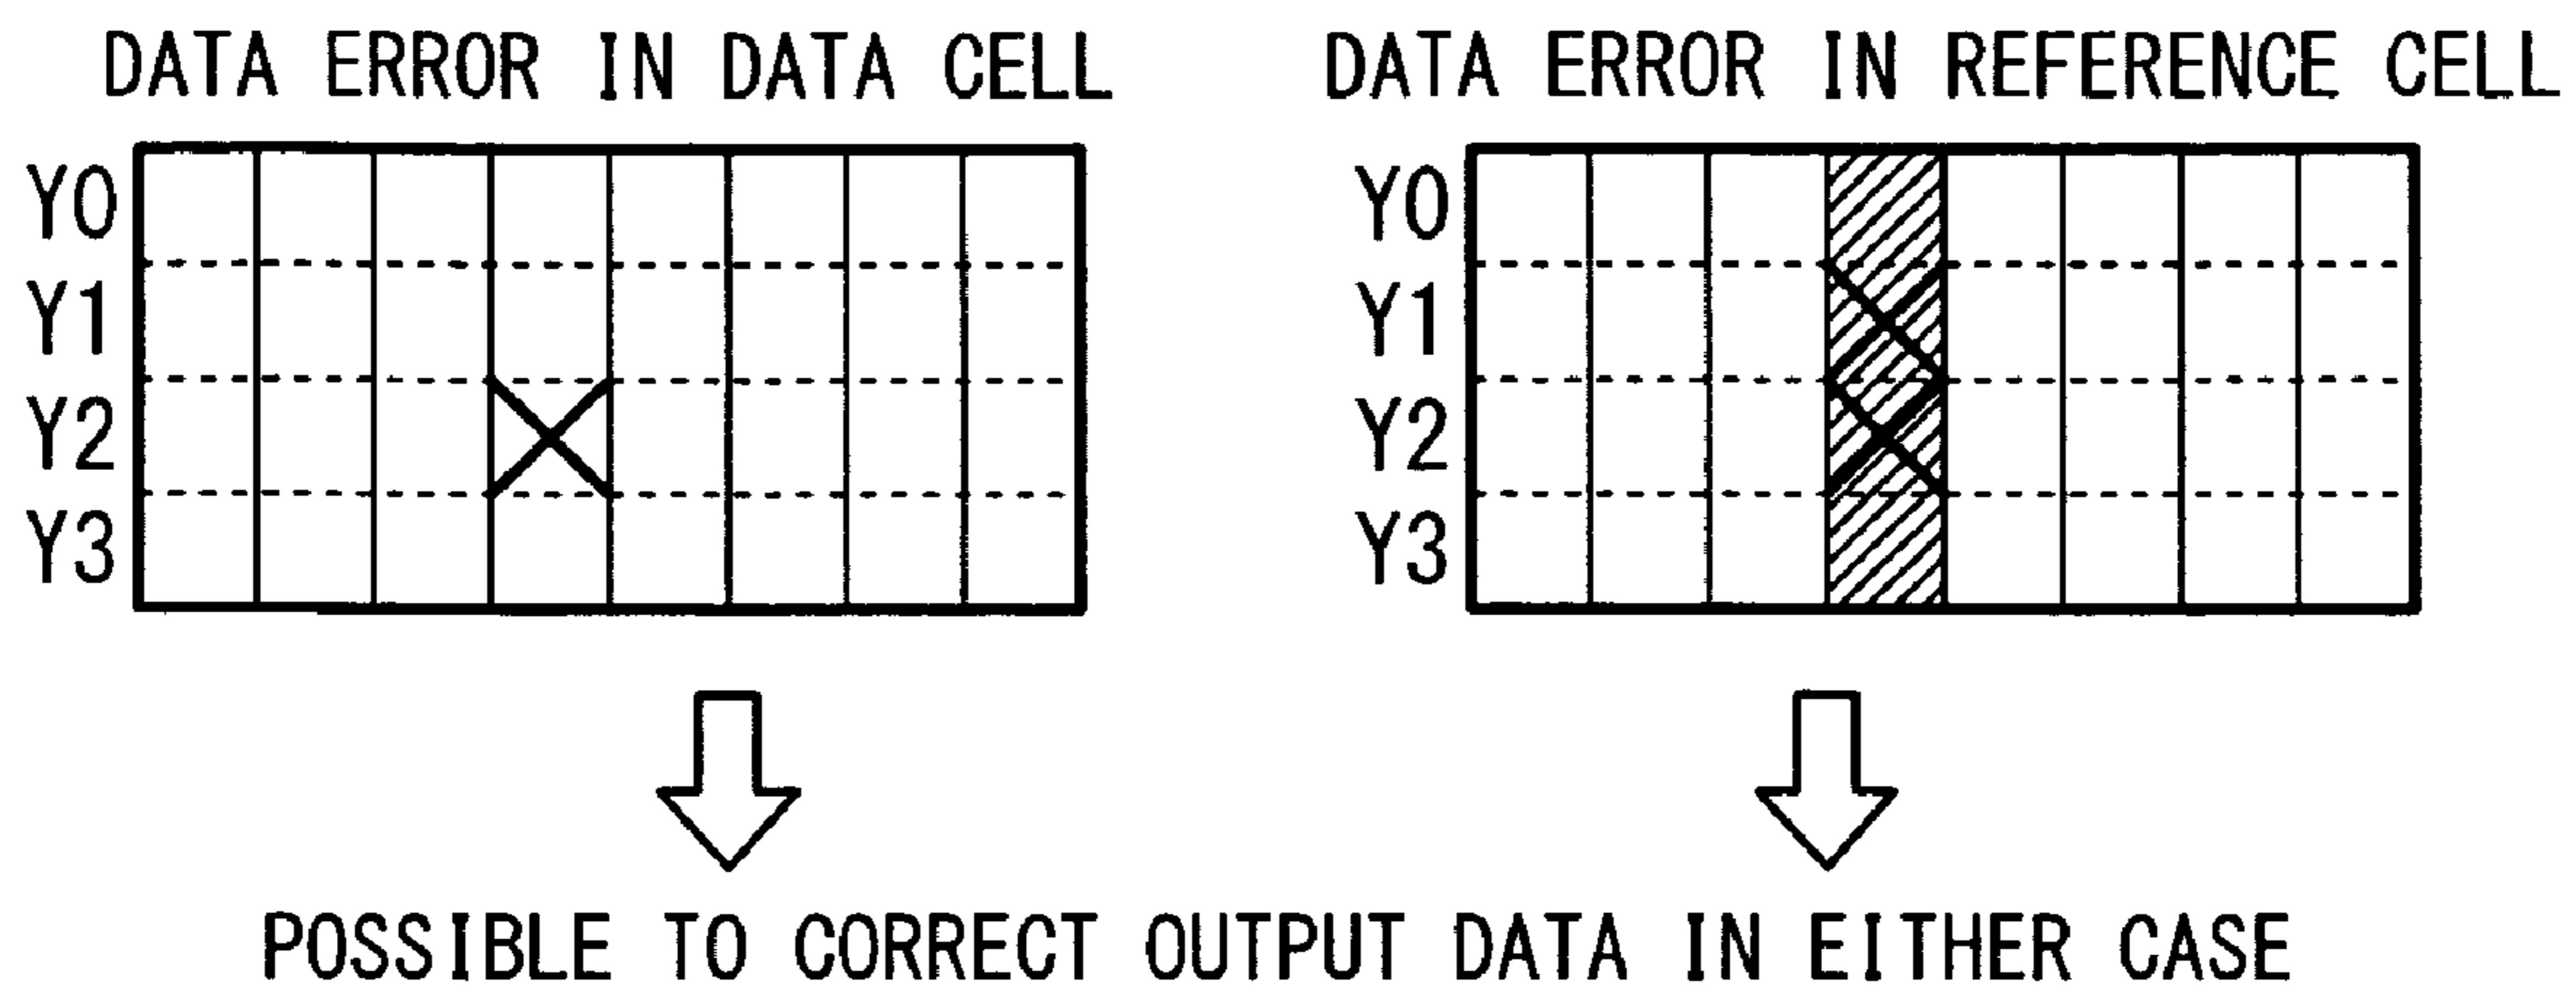 DATA ERROR IN DATA CELL
Y0
Y1
Y2
Y3
DATA ERROR IN REFERENCE CELL
Y0
Y1
Y2
Y3
POSSIBLE TO CORRECT OUTPUT DATA IN EITHER CASE